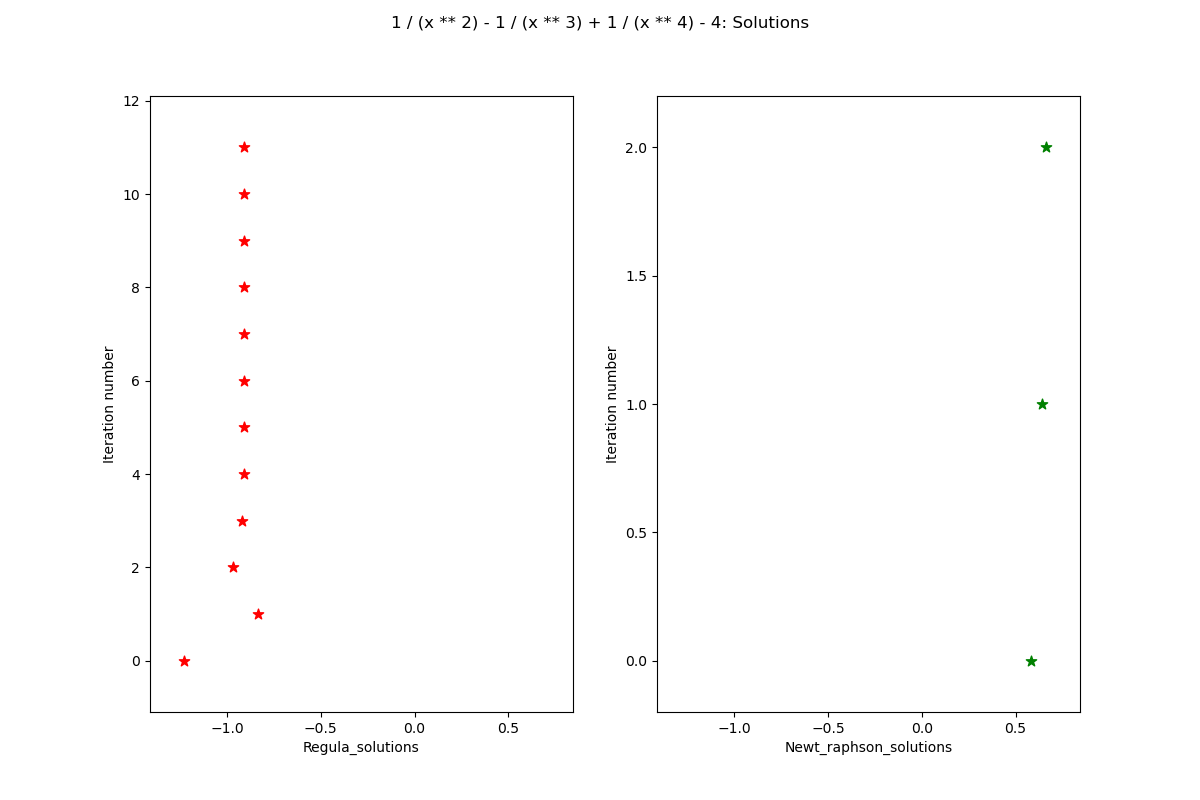 1 / (x ** 2) - 1 / (x ** 3) + 1 / (x ** 4) - 4: Solutions
12
10
8
6
4
2
0
Iteration number
−1.0 −0.5 0.0 0.5
Regula_solutions
2.0
1.5
1.0
0.5
0.0
Iteration number
−1.0 −0.5 0.0 0.5
Newt_raphson_solutions